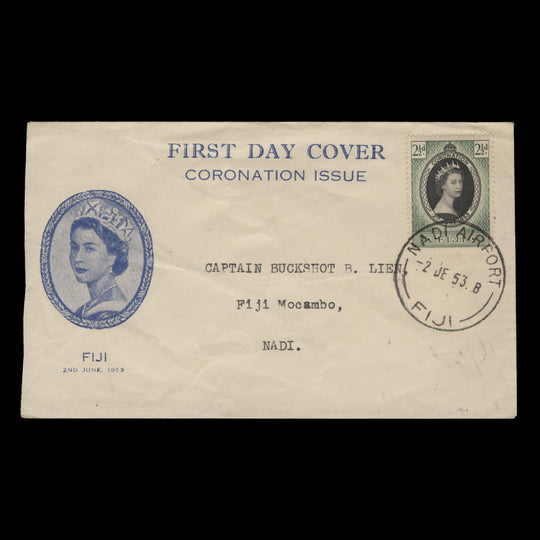 FIRST DAY COVER
CORONATION ISSUE
2½d 2½d
CORONATION
FIJI
NADI AIRPORT
-2 JE 53.B
FIJI
CAPTAIN BUCKSHOT B. LIEN
Fiji Mocambo,
NADI.
FIJI
2ND JUNE, 1953